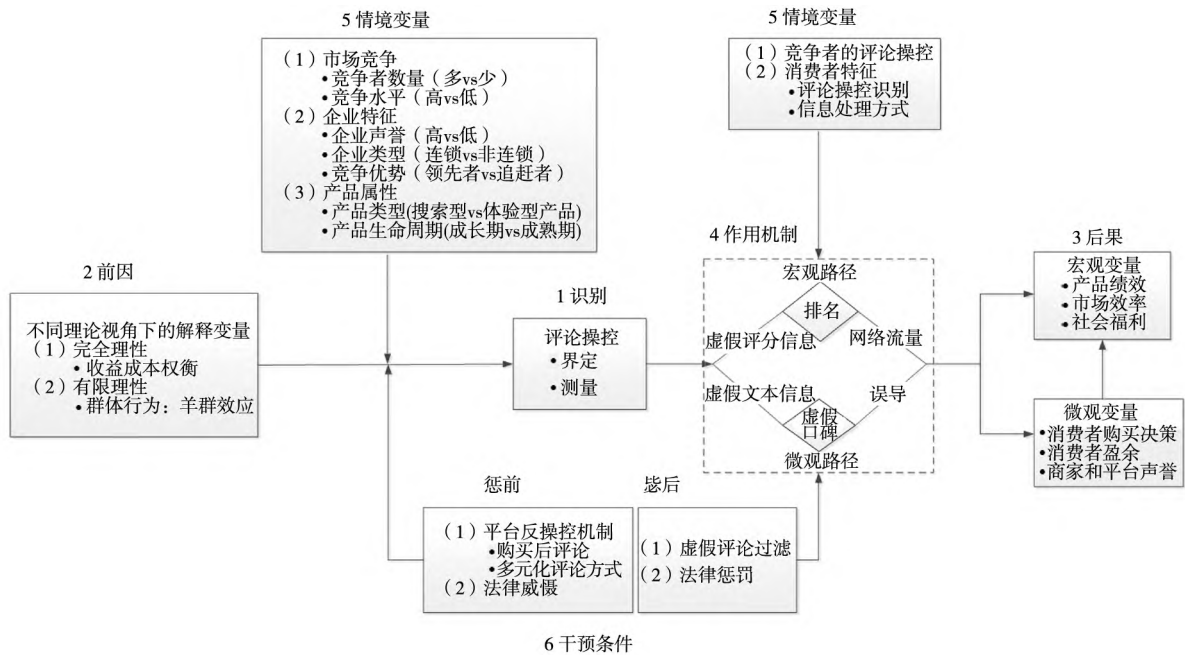 5 情境变量
(1) 市场竞争
•竞争者数量(多vs少)
•竞争水平(高vs低)
(2) 企业特征
•企业声誉(高vs低)
•企业类型(连锁vs非连锁)
•竞争优势(领先者vs追赶者)
(3) 产品属性
•产品类型(搜索型vs体验型产品)
•产品生命周期(成长期vs成熟期)
5 情境变量
(1) 竞争者的评论操控
(2) 消费者特征
•评论操控识别
•信息处理方式
2 前因
不同理论视角下的解释变量
(1) 完全理性
•收益成本权衡
(2) 有限理性
•群体行为：羊群效应
1 识别
评论操控
•界定
•测量
4 作用机制
宏观路径
排名
虚假评分信息
网络流量
虚假文本信息
误导
虚假
口碑
微观路径
3 后果
宏观变量
•产品绩效
•市场效率
•社会福利
微观变量
•消费者购买决策
•消费者盈余
•商家和平台声誉
惩前
毖后
(1) 平台反操控机制
•购买后评论
•多元化评论方式
(2) 法律威慑
(1) 虚假评论过滤
(2) 法律惩罚
6 干预条件